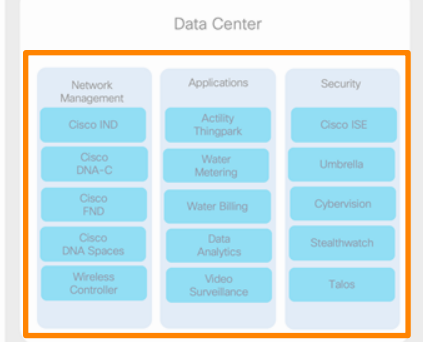 Data Center
Network
Management
Cisco IND
Cisco
DNA-C
Cisco
FND
Cisco
DNA Spaces
Wireless
Controller
Applications
Actility
Thingpark
Water
Metering
Water Billing
Data
Analytics
Video
Surveillance
Security
Cisco ISE
Umbrella
Cybervision
Stealthwatch
Talos